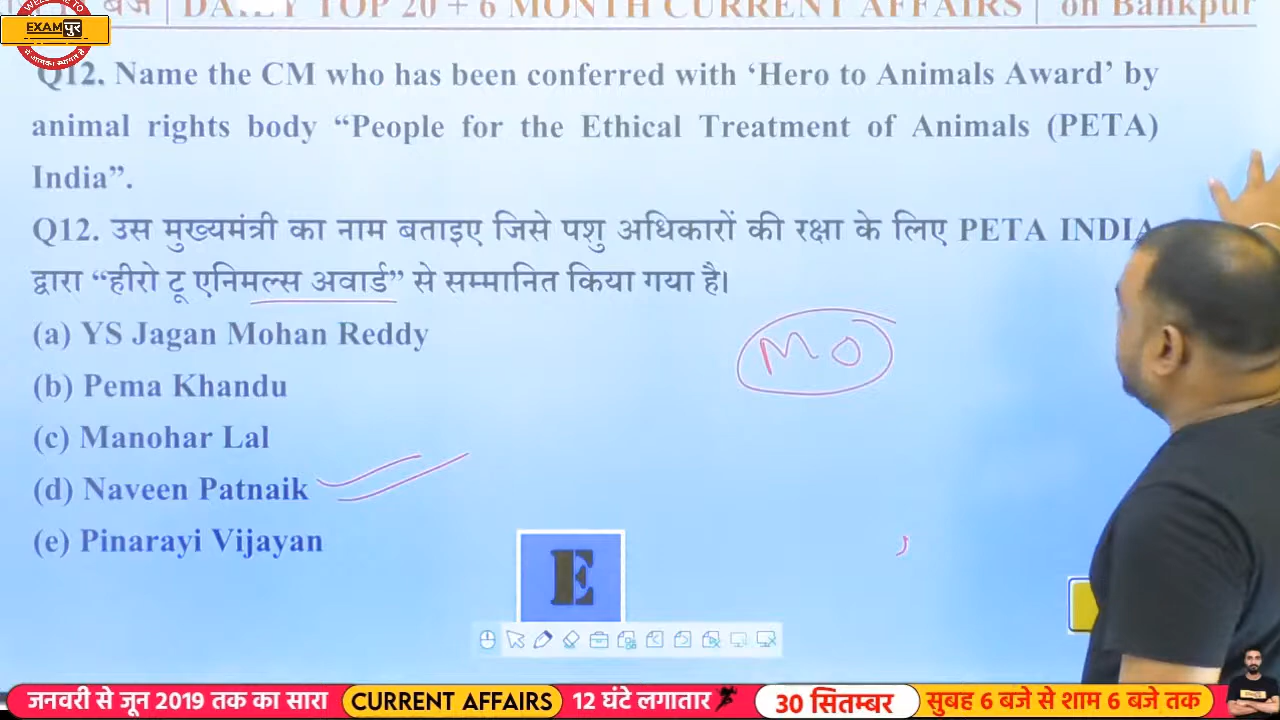 बजे | DAILY TOP 20 + 6 MONTH CURRENT AFFAIRS | on Bankpur
WELCOME TO
EXAMपुर
Q12. Name the CM who has been conferred with ‘Hero to Animals Award’ by
animal rights body “People for the Ethical Treatment of Animals (PETA)
India”.
Q12. उस मुख्यमंत्री का नाम बताइए जिसे पशु अधिकारों की रक्षा के लिए PETA INDIA
द्वारा “हीरो टू एनिमल्स अवार्ड” से सम्मानित किया गया है।
(a) YS Jagan Mohan Reddy
MO
(b) Pema Khandu
(c) Manohar Lal
(d) Naveen Patnaik
(e) Pinarayi Vijayan
E
जनवरी से जून 2019 तक का सारा CURRENT AFFAIRS 12 घंटे लगातार 30 सितम्बर सुबह 6 बजे से शाम 6 बजे तक